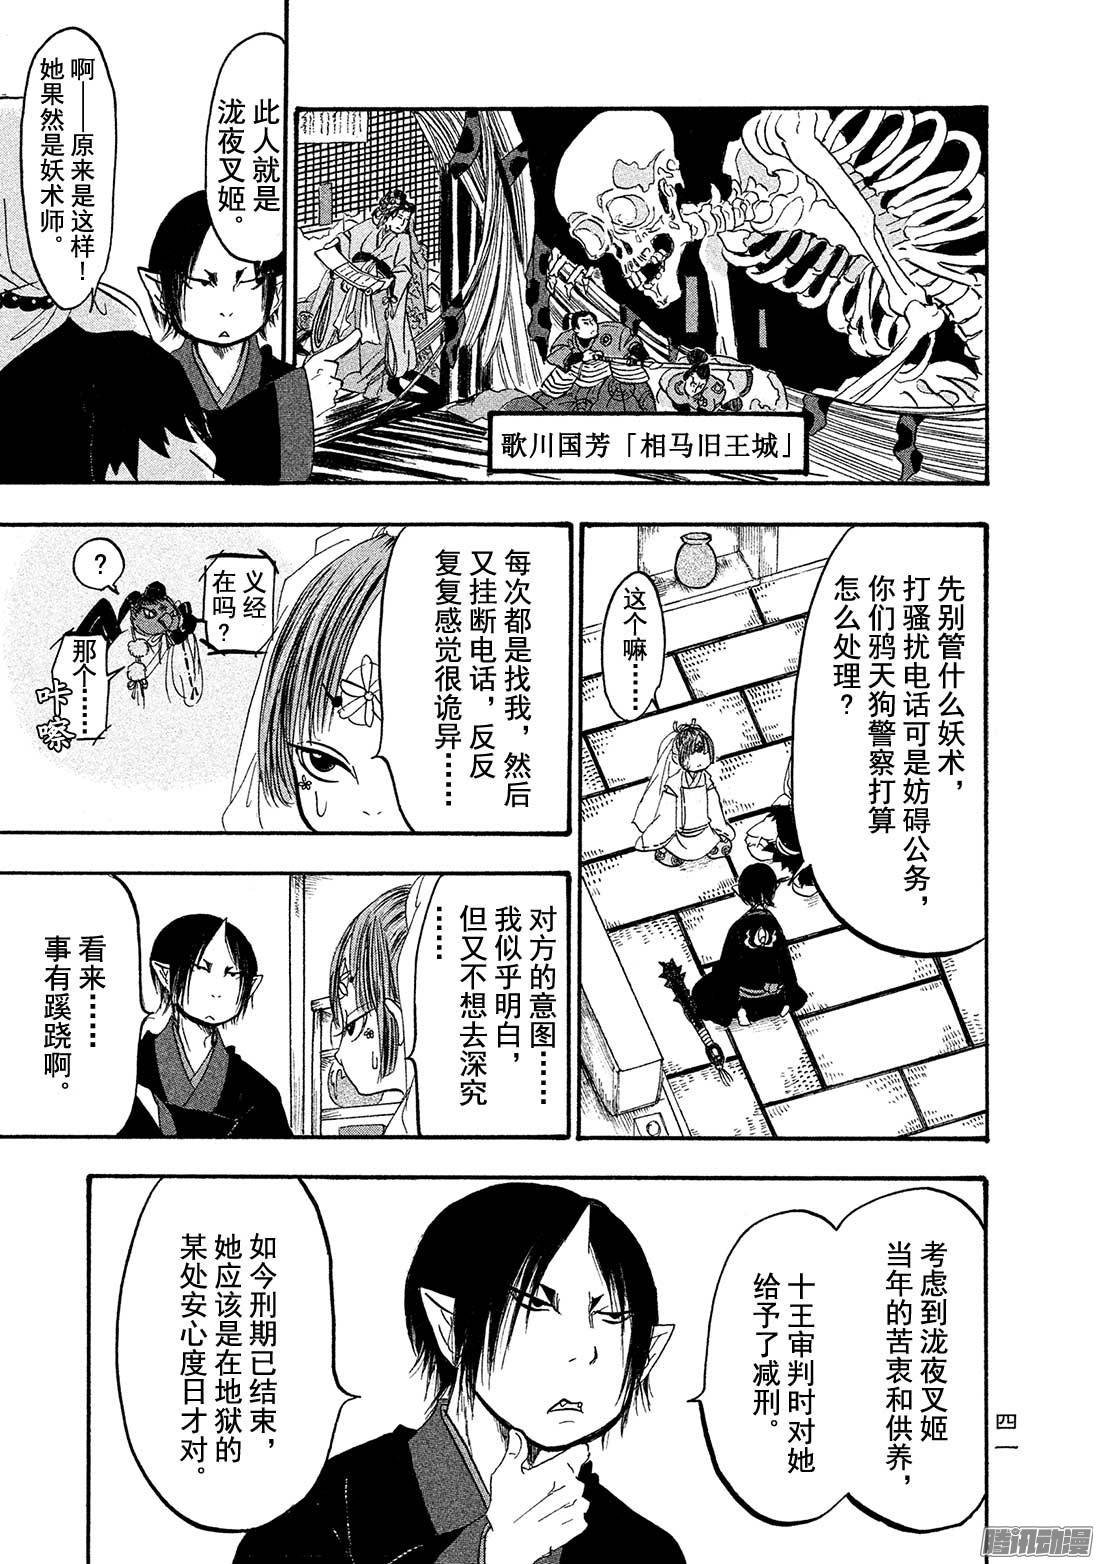 歌川国芳「相马旧王城」
此人就是
泷夜叉姬。
啊——原来是这样！
她果然是妖术师。
先别管什么妖术，
打骚扰电话可是妨碍公务，
你们鸦天狗警察打算
怎么处理？
这个嘛……
每次都是找我，然后
又挂断电话，反反
复复感觉很诡异……
义经
在吗？
？
那个……
咔嚓
对方的意图……
我似乎明白，
但又不想去深究
……
看来……
事有蹊跷啊。
考虑到泷夜叉姬
当年的苦衷和供养，
十王审判时对她
给予了减刑。
如今刑期已结束，
她应该是在地狱的
某处安心度日才对。
四一
腾讯动漫